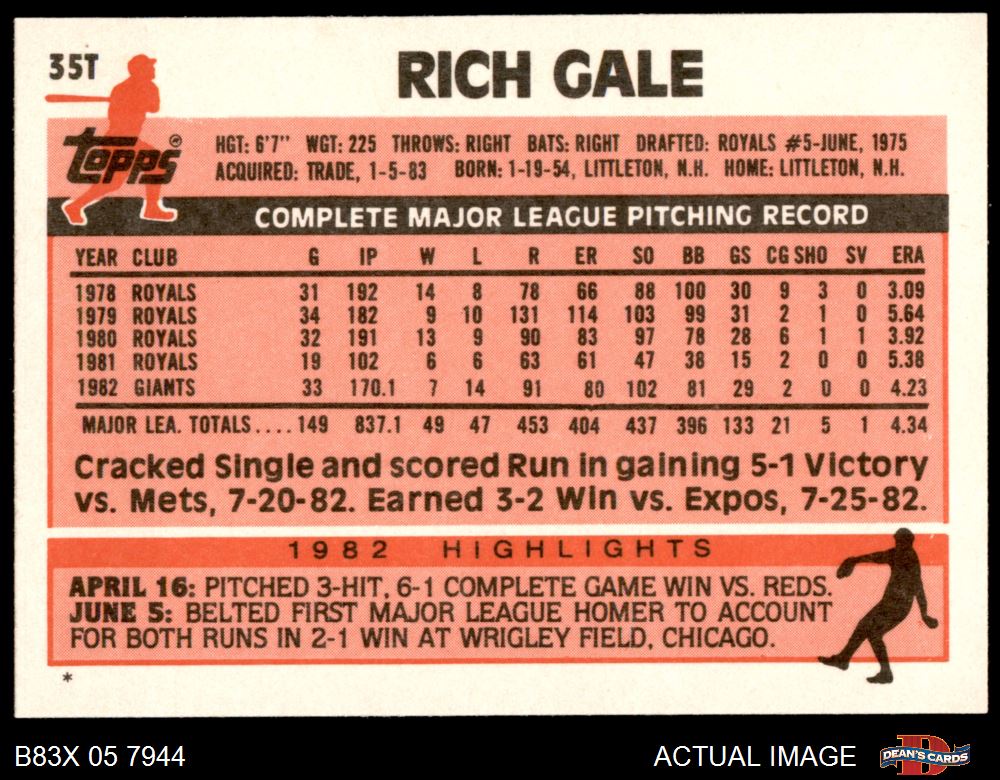 35T
RICH GALE
Topps®
HGT: 6'7" WGT: 225 THROWS: RIGHT BATS: RIGHT DRAFTED: ROYALS #5-JUNE, 1975
ACQUIRED: TRADE, 1-5-83 BORN: 1-19-54, LITTLETON, N.H. HOME: LITTLETON, N.H.
COMPLETE MAJOR LEAGUE PITCHING RECORD
YEAR CLUB G IP W L R ER SO BB GS CG SHO SV ERA
1978 ROYALS 31 192 14 8 78 66 88 100 30 9 3 0 3.09
1979 ROYALS 34 182 9 10 131 114 103 99 31 2 1 0 5.64
1980 ROYALS 32 191 13 9 90 83 97 78 28 6 1 1 3.92
1981 ROYALS 19 102 6 6 63 61 47 38 15 2 0 0 5.38
1982 GIANTS 33 170.1 7 14 91 80 102 81 29 2 0 0 4.23
MAJOR LEA. TOTALS....149 837.1 49 47 453 404 437 396 133 21 5 1 4.34
Cracked Single and scored Run in gaining 5-1 Victory
vs. Mets, 7-20-82. Earned 3-2 Win vs. Expos, 7-25-82.
1982 HIGHLIGHTS
APRIL 16: PITCHED 3-HIT, 6-1 COMPLETE GAME WIN VS. REDS.
JUNE 5: BELTED FIRST MAJOR LEAGUE HOMER TO ACCOUNT
FOR BOTH RUNS IN 2-1 WIN AT WRIGLEY FIELD, CHICAGO.
*
B83X 05 7944
ACTUAL IMAGE
DEAN'S CARDS